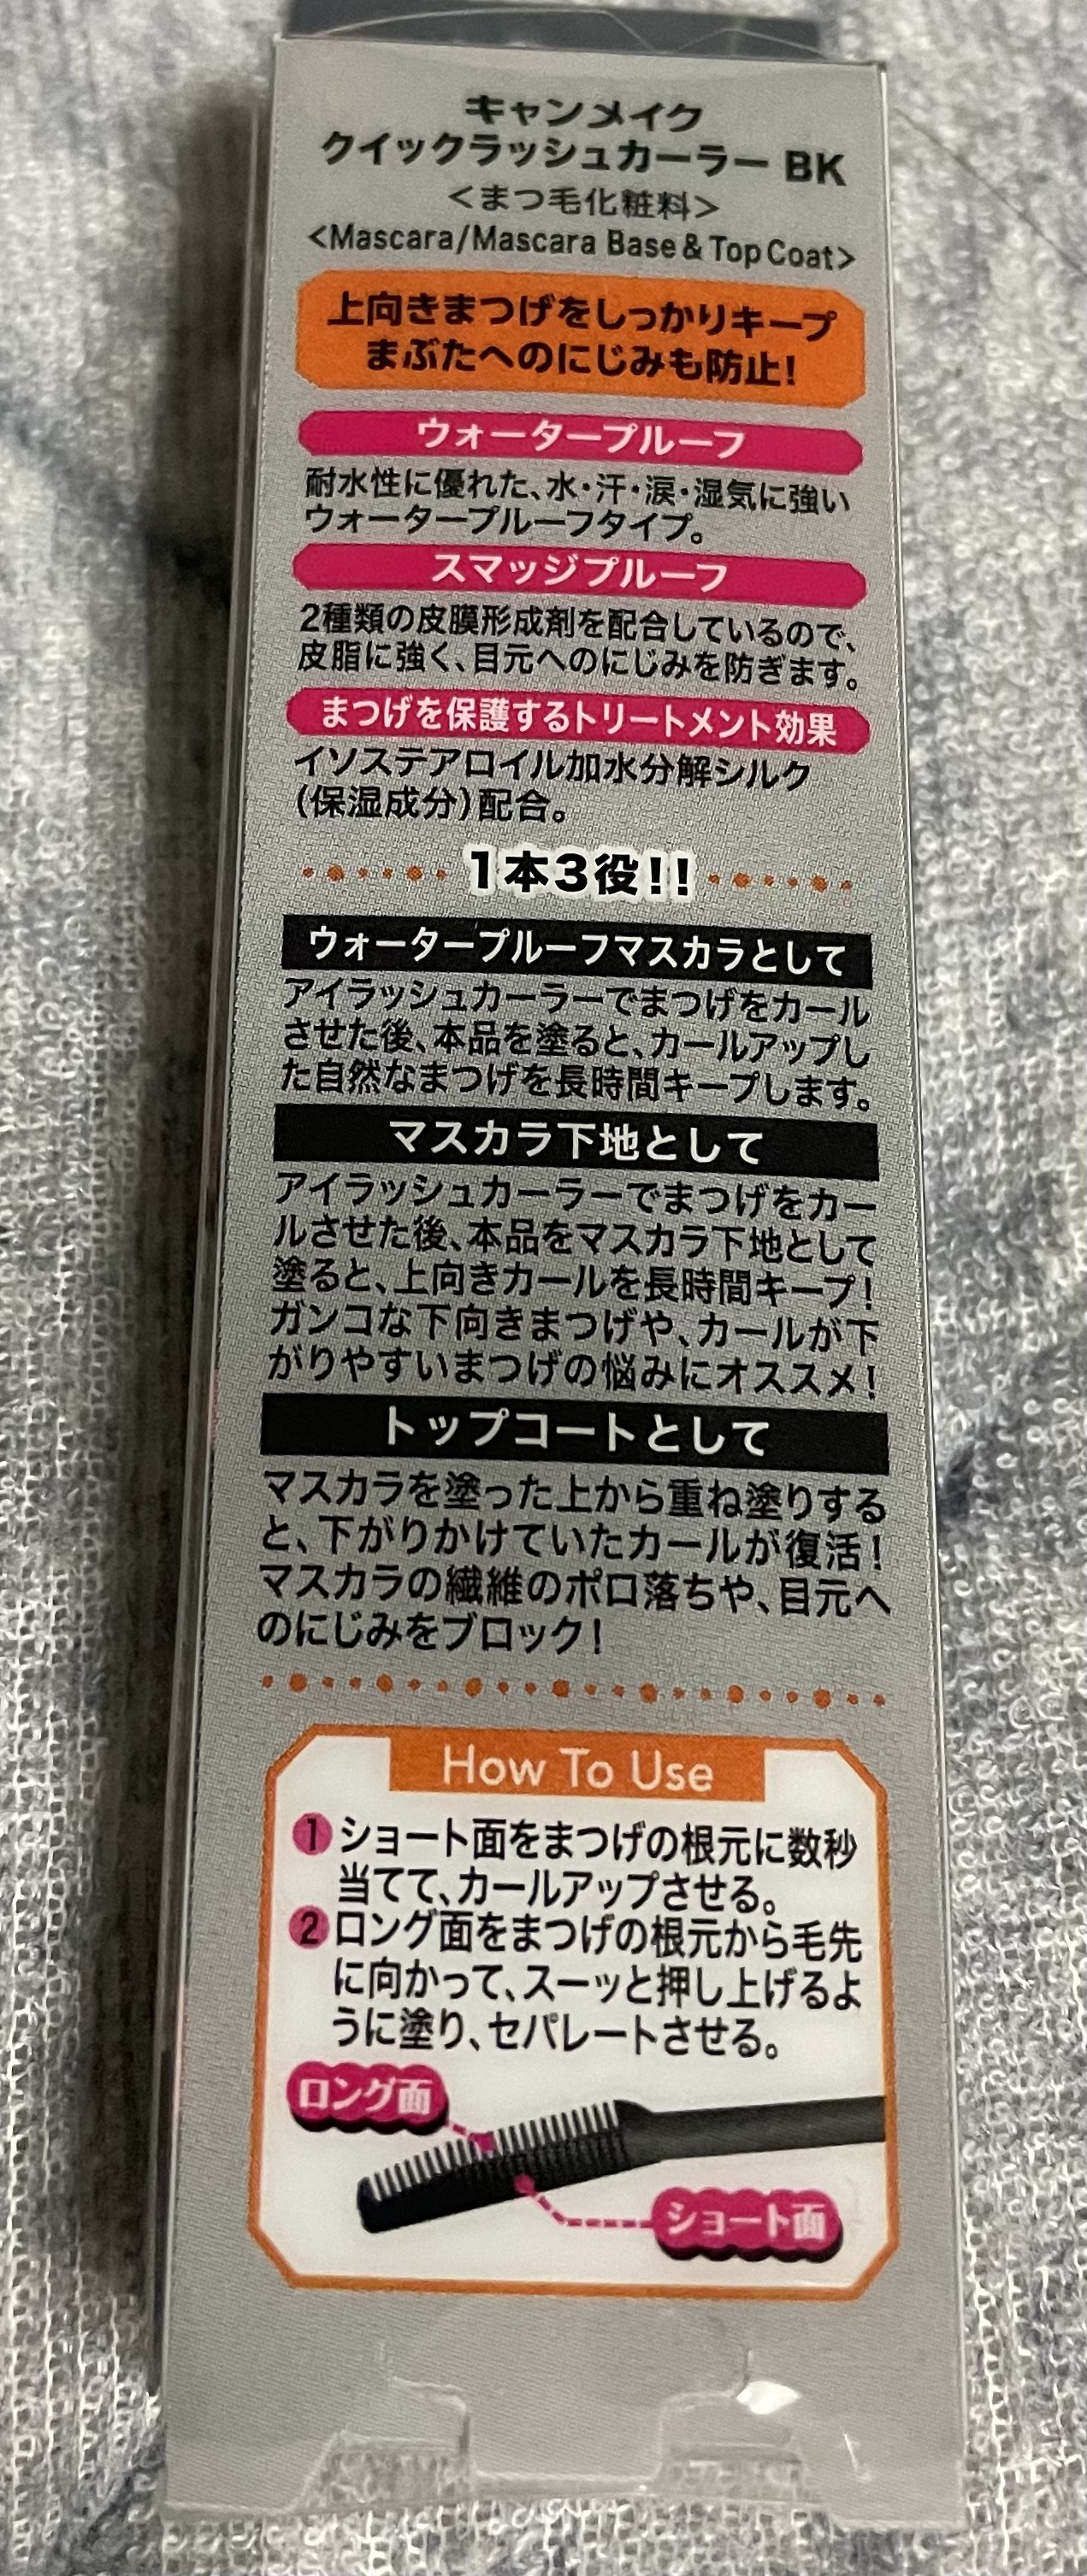 キャンメイク
クイックラッシュカーラー BK
<まつ毛化粧料>
<Mascara/Mascara Base & Top Coat>
上向きまつげをしっかりキープ
まぶたへのにじみも防止!
ウォータープルーフ
耐水性に優れた、水・汗・涙・湿気に強い
ウォータープルーフタイプ。
スマッジプルーフ
2種類の皮膜形成剤を配合しているので、
皮脂に強く、目元へのにじみを防ぎます。
まつげを保護するトリートメント効果
イソステアロイル加水分解シルク
(保湿成分)配合。
1本3役!!
ウォータープルーフマスカラとして
アイラッシュカーラーでまつげをカール
させた後、本品を塗ると、カールアップし
た自然なまつげを長時間キープします。
マスカラ下地として
アイラッシュカーラーでまつげをカー
ルさせた後、本品をマスカラ下地として
塗ると、上向きカールを長時間キープ!
ガンコな下向きまつげや、カールが下
がりやすいまつげの悩みにオススメ!
トップコートとして
マスカラを塗った上から重ね塗りする
と、下がりかけていたカールが復活!
マスカラの繊維のポロ落ちや、目元へ
のにじみをブロック!
How To Use
1 ショート面をまつげの根元に数秒
当てて、カールアップさせる。
2 ロング面をまつげの根元から毛先
に向かって、スーッと押し上げるよ
うに塗り、セパレートさせる。
ロング面
ショート面